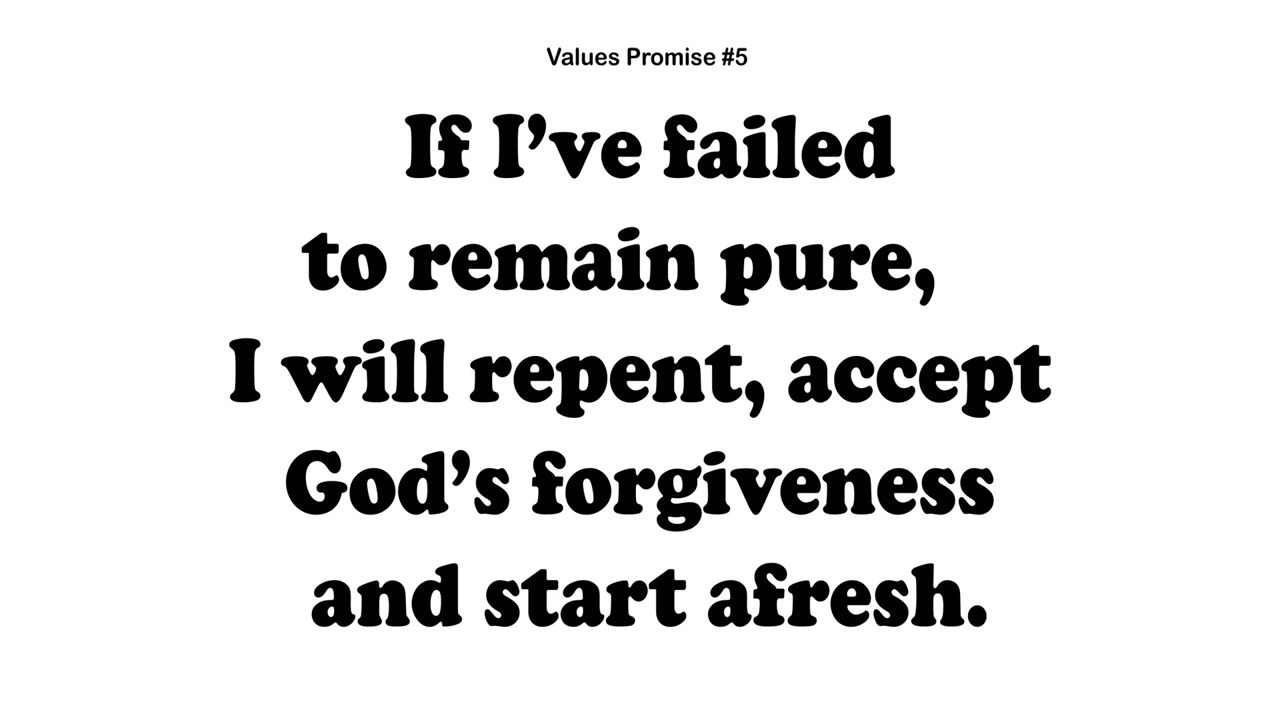 Values Promise #5
If I’ve failed
to remain pure,
I will repent, accept
God’s forgiveness
and start afresh.